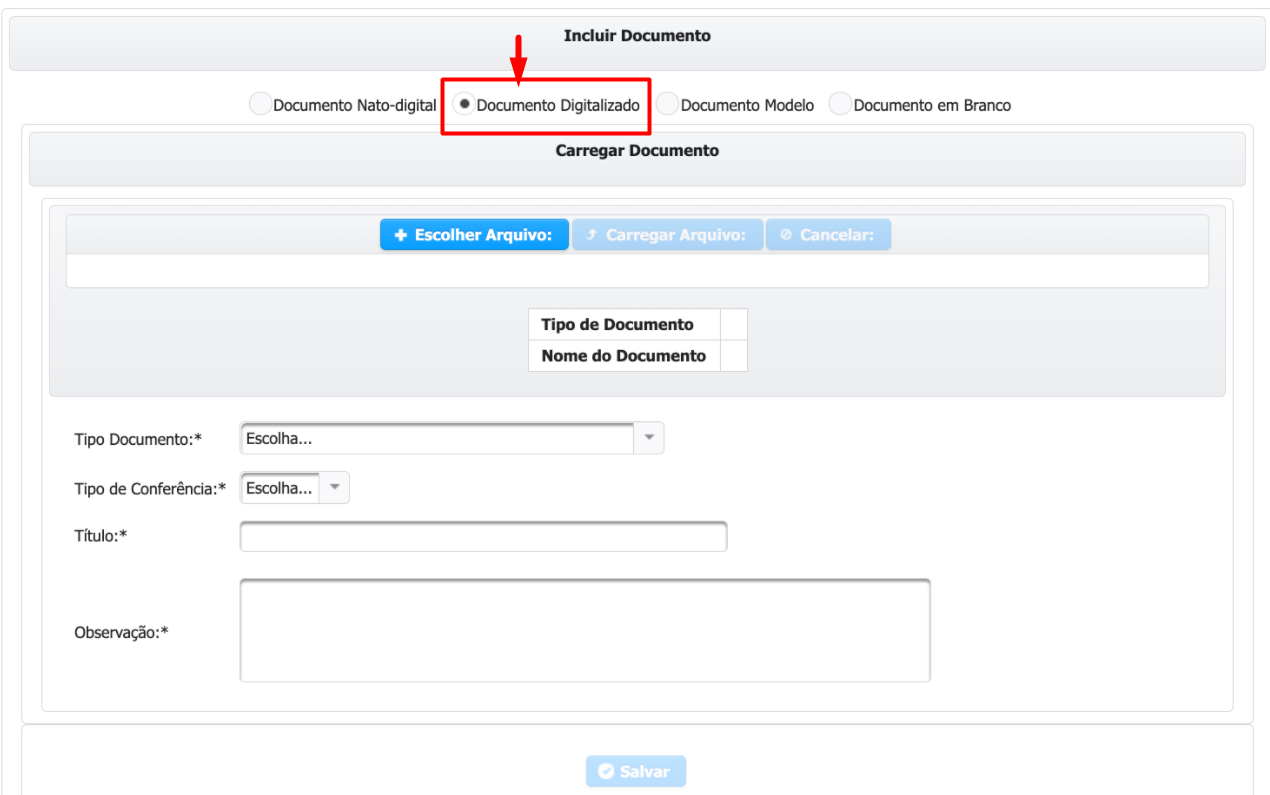 Incluir Documento
Documento Nato-digital Documento Digitalizado Documento Modelo Documento em Branco
Carregar Documento
Escolher Arquivo: Carregar Arquivo: Cancelar:
Tipo de Documento
Nome do Documento
Tipo Documento:* Escolha...
Tipo de Conferência:* Escolha...
Título:*
Observação:*
Salvar